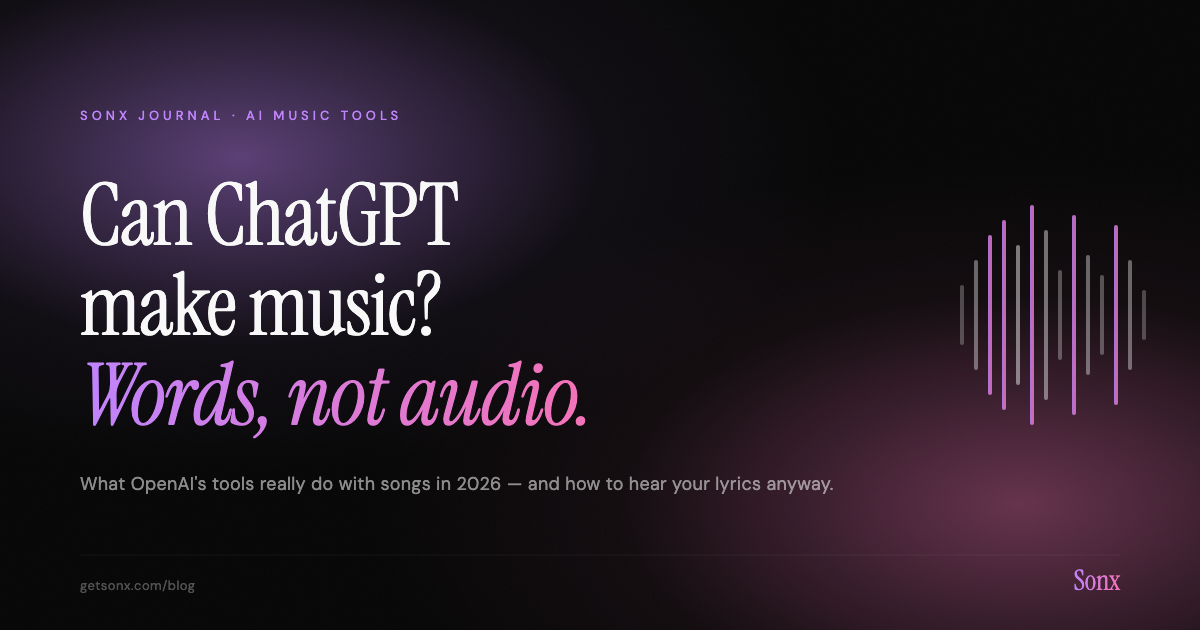 SONX JOURNAL · AI MUSIC TOOLS
Can ChatGPT
make music?
Words, not audio.
What OpenAI's tools really do with songs in 2026 — and how to hear your lyrics anyway.
getsonx.com/blog
Sonx